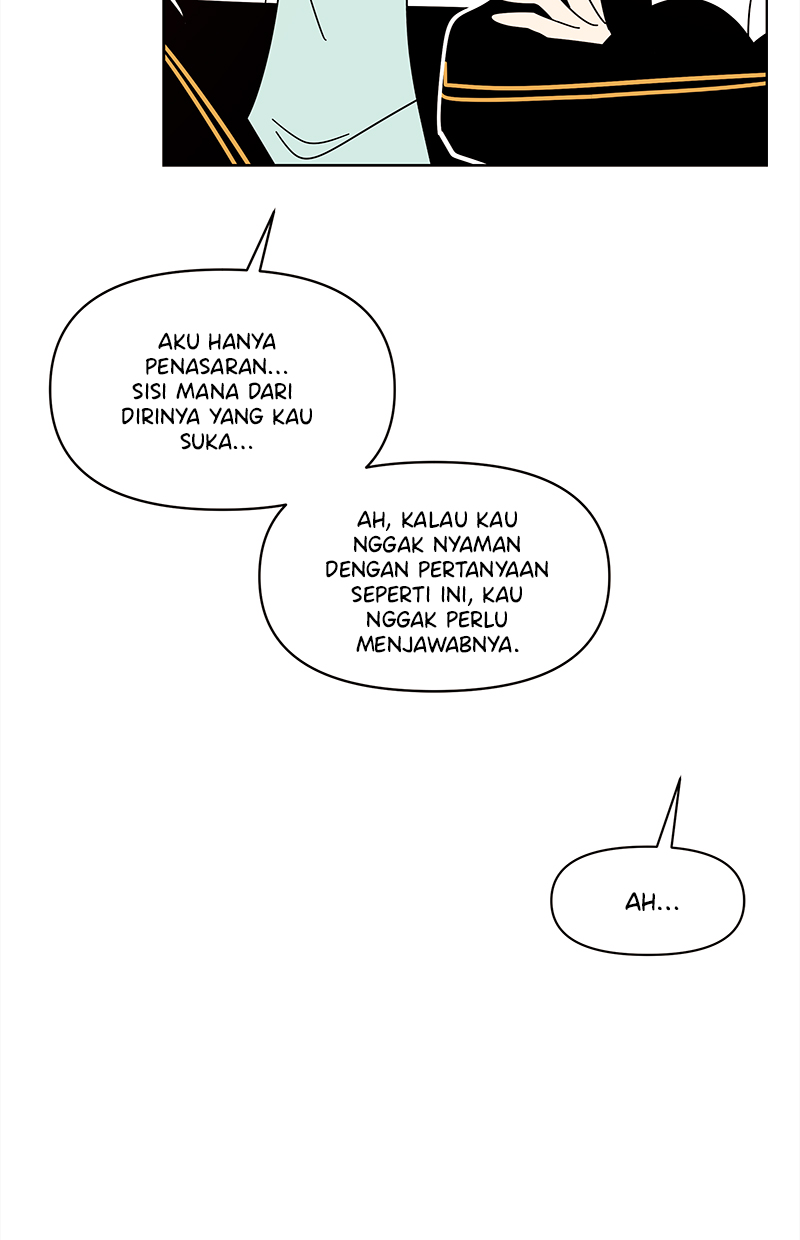 AKU HANYA
PENASARAN...
SISI MANA DARI
DIRINYA YANG KAU
SUKA...
AH, KALAU KAU
NGGAK NYAMAN
DENGAN PERTANYAAN
SEPERTI INI, KAU
NGGAK PERLU
MENJAWABNYA.
AH...